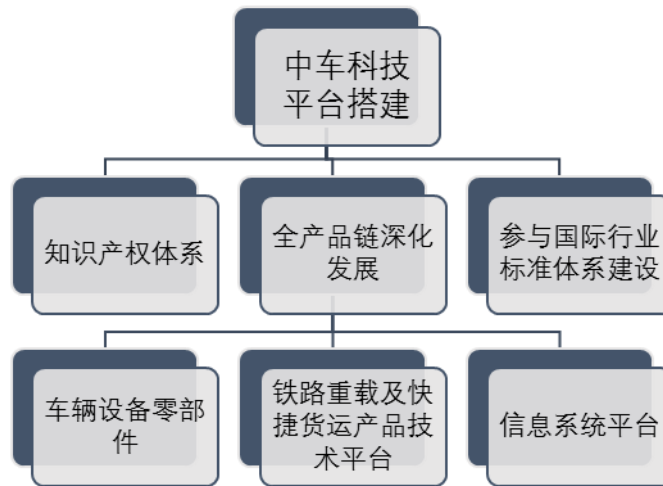 中车科技
平台搭建
知识产权体系
全产品链深化
发展
参与国际行业
标准体系建设
车辆设备零部
件
铁路重载及快
捷货运产品技
术平台
信息系统平台